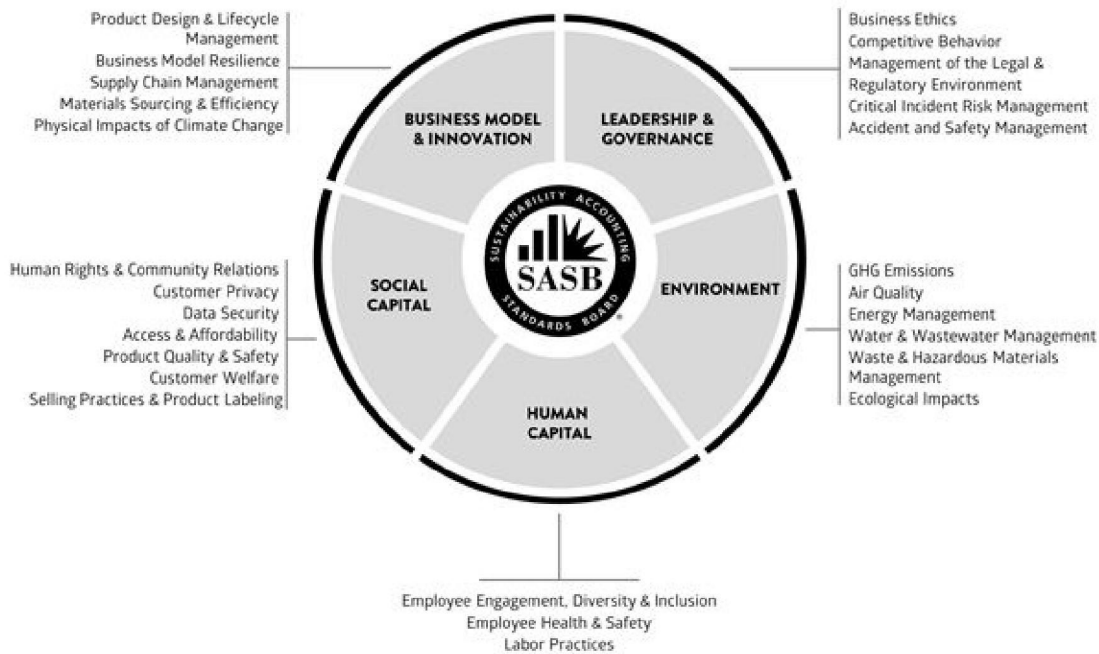 Product Design & Lifecycle
Management
Business Model Resilience
Supply Chain Management
Materials Sourcing & Efficiency
Physical Impacts of Climate Change
Business Ethics
Competitive Behavior
Management of the Legal &
Regulatory Environment
Critical Incident Risk Management
Accident and Safety Management
BUSINESS MODEL
& INNOVATION
LEADERSHIP &
GOVERNANCE
SUSTAINABILITY ACCOUNTING
SASB
STANDARDS BOARD
®
Human Rights & Community Relations
Customer Privacy
Data Security
Access & Affordability
Product Quality & Safety
Customer Welfare
Selling Practices & Product Labeling
SOCIAL
CAPITAL
ENVIRONMENT
GHG Emissions
Air Quality
Energy Management
Water & Wastewater Management
Waste & Hazardous Materials
Management
Ecological Impacts
HUMAN
CAPITAL
Employee Engagement, Diversity & Inclusion
Employee Health & Safety
Labor Practices